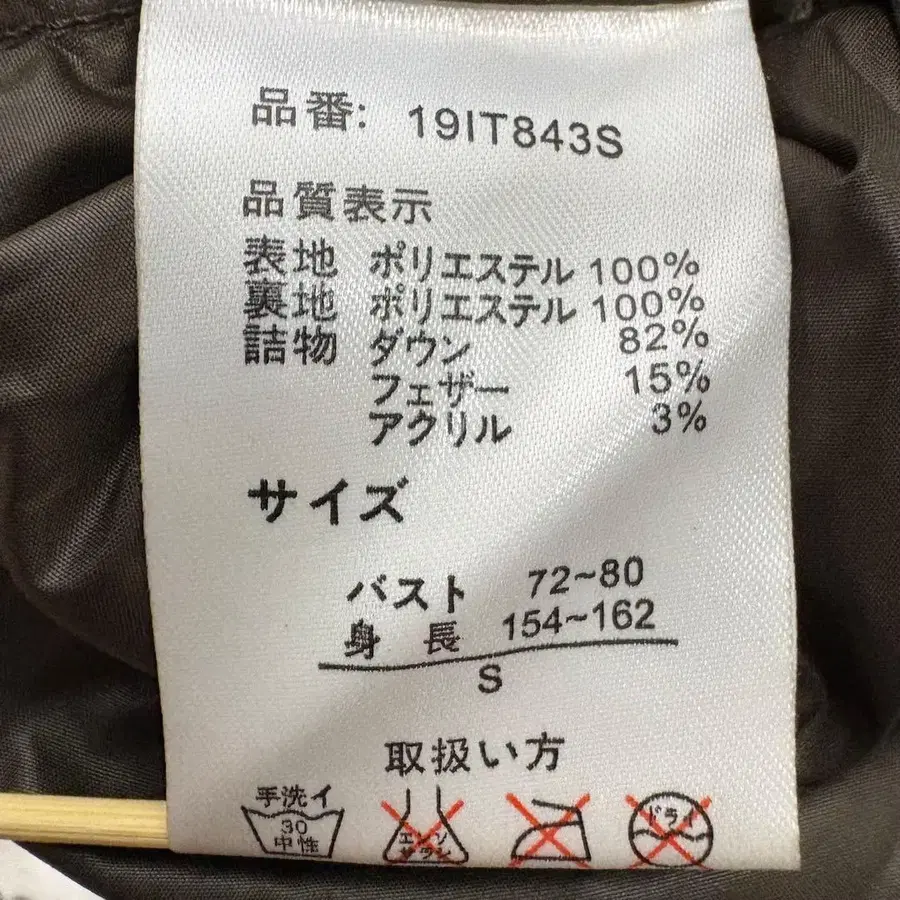 品番: 19IT843S
品質表示
表地 ポリエステル 100%
裏地 ポリエステル 100%
詰物 ダウン 82%
フェザー 15%
アクリル 3%
サイズ
バスト 72~80
身長 154~162
S
取扱い方
手洗イ
30
中性
エンソ
サラシ
ドライ